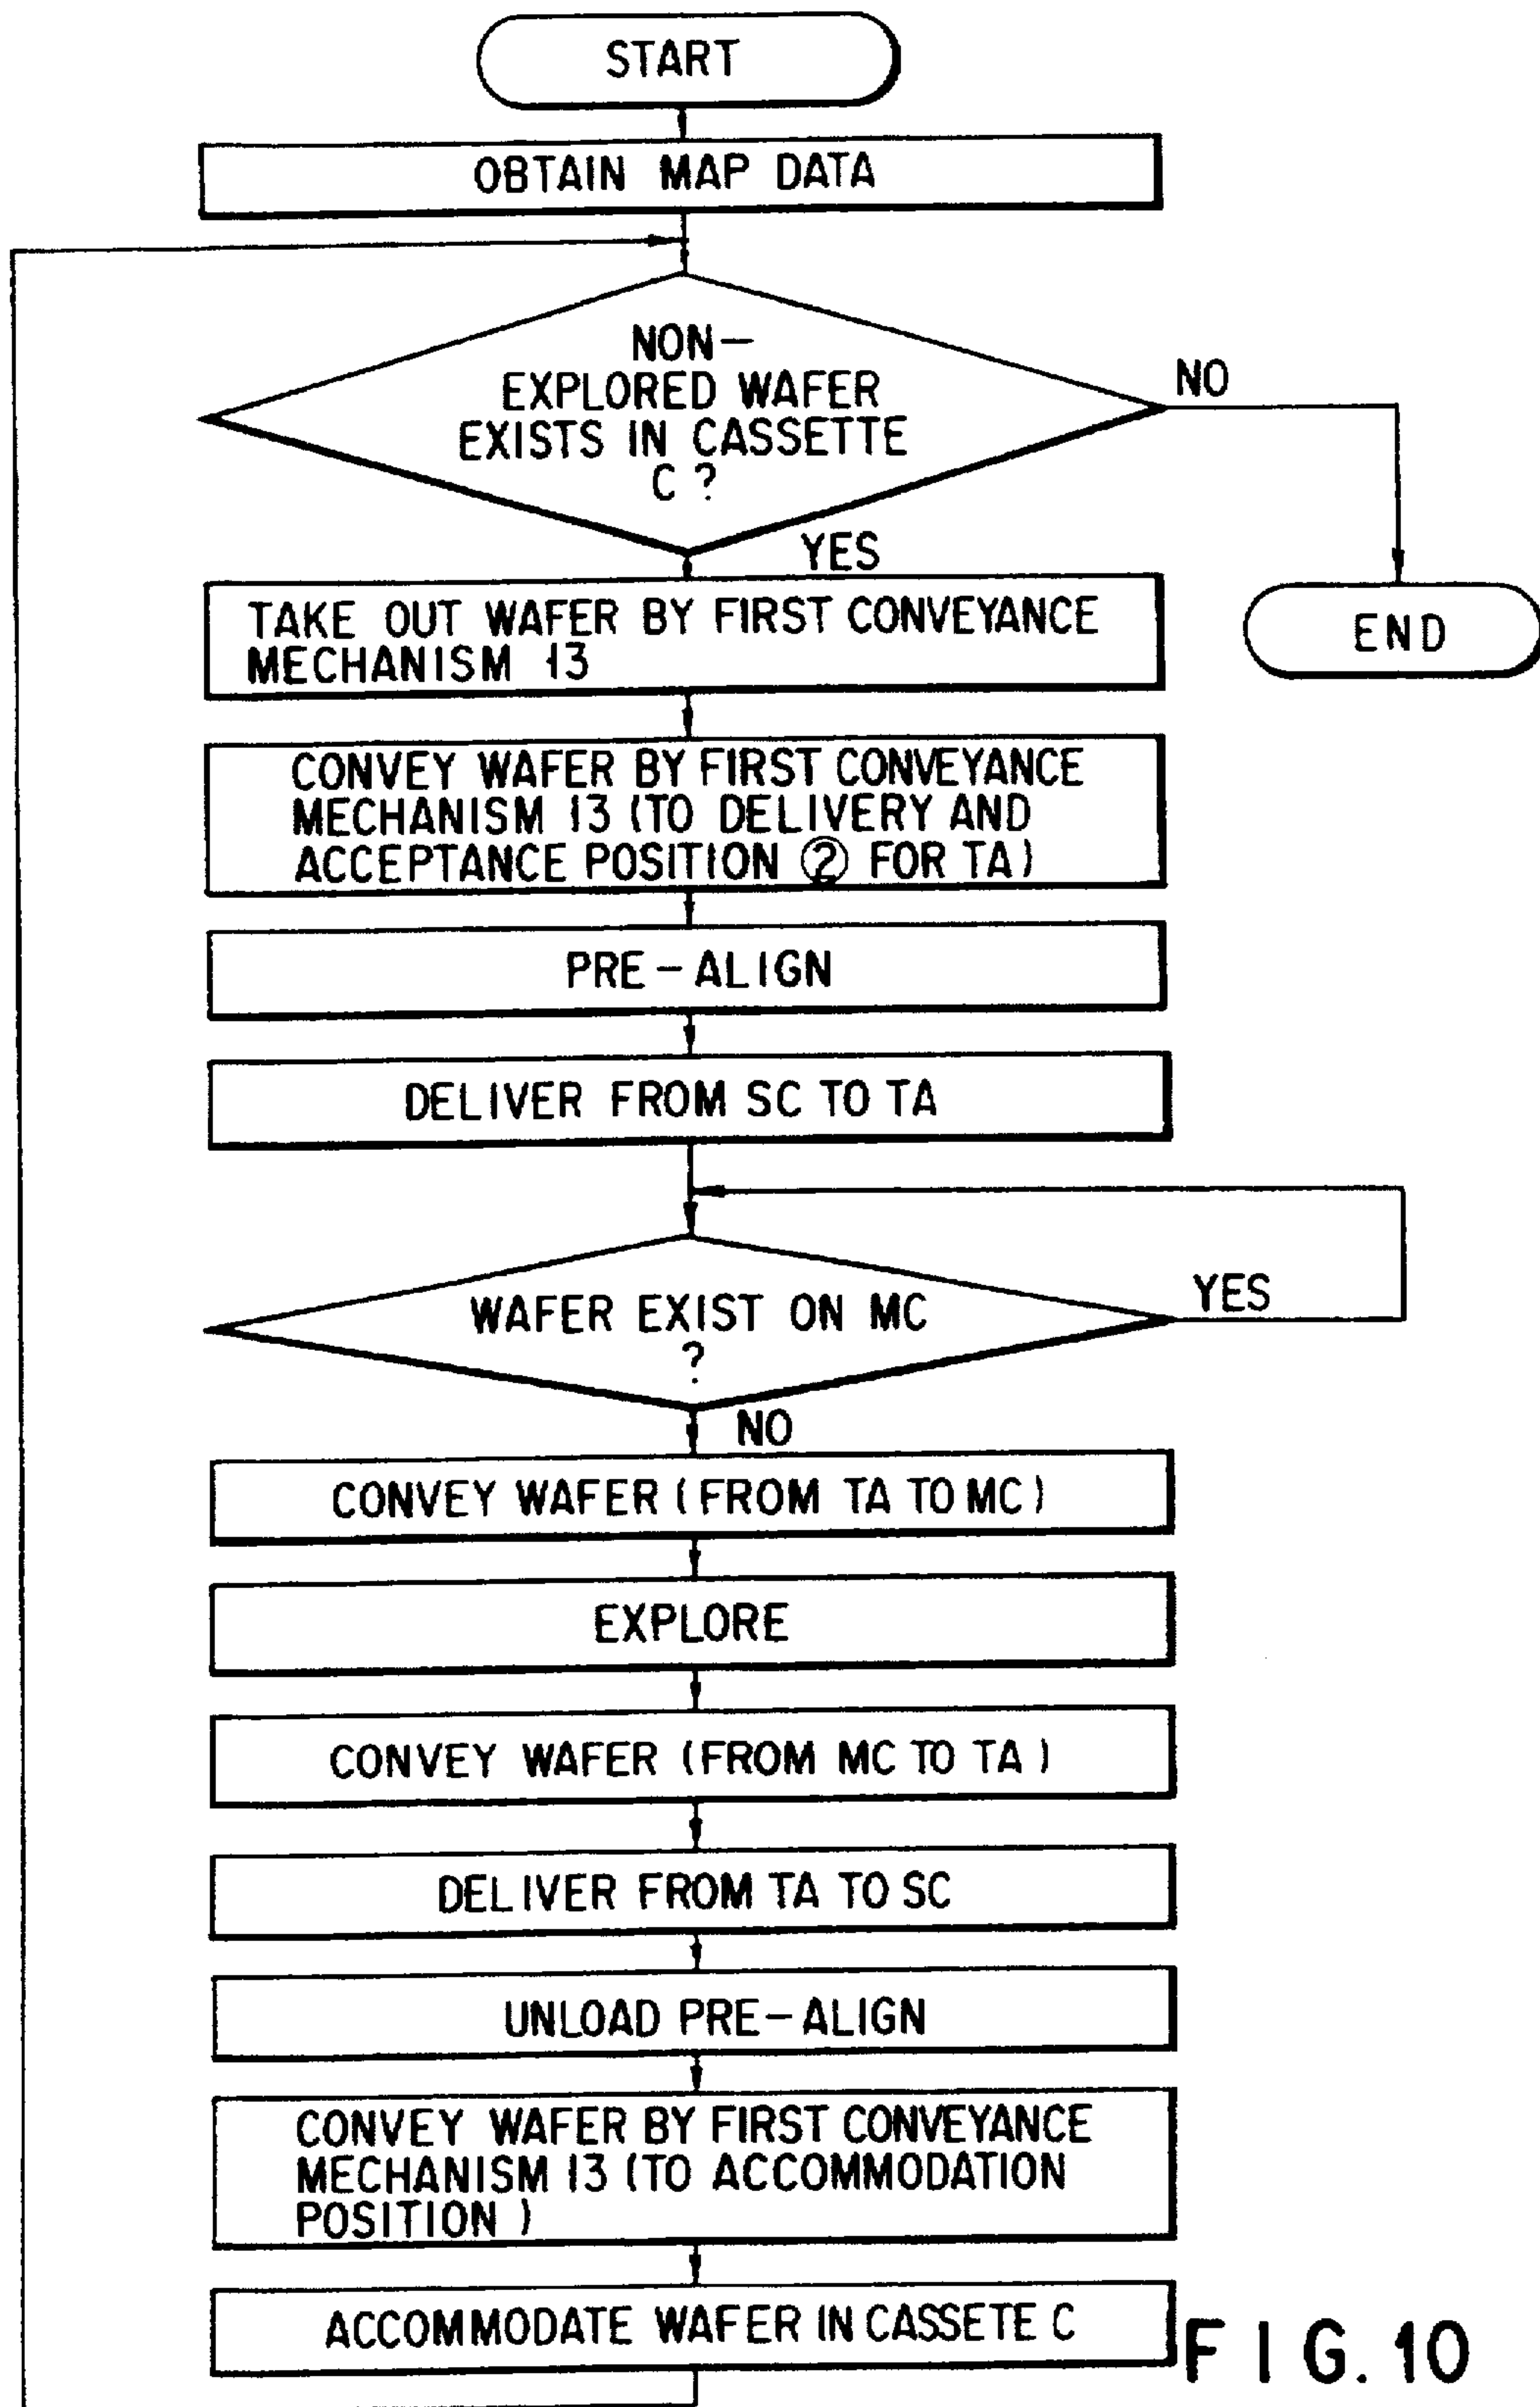 START
OBTAIN MAP DATA
NON-
EXPLORED WAFER
EXISTS IN CASSETTE
C ?
NO
YES
TAKE OUT WAFER BY FIRST CONVEYANCE
MECHANISM 13
END
CONVEY WAFER BY FIRST CONVEYANCE
MECHANISM 13 (TO DELIVERY AND
ACCEPTANCE POSITION ② FOR TA)
PRE-ALIGN
DELIVER FROM SC TO TA
WAFER EXIST ON MC
?
YES
NO
CONVEY WAFER (FROM TA TO MC)
EXPLORE
CONVEY WAFER (FROM MC TO TA)
DELIVER FROM TA TO SC
UNLOAD PRE-ALIGN
CONVEY WAFER BY FIRST CONVEYANCE
MECHANISM 13 (TO ACCOMMODATION
POSITION)
ACCOMMODATE WAFER IN CASSETE C
FIG. 10